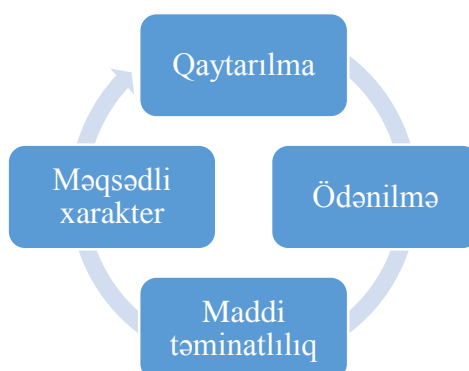 Qaytarılma
Ödənilmə
Maddi
təminatlılıq
Məqsədli
xarakter